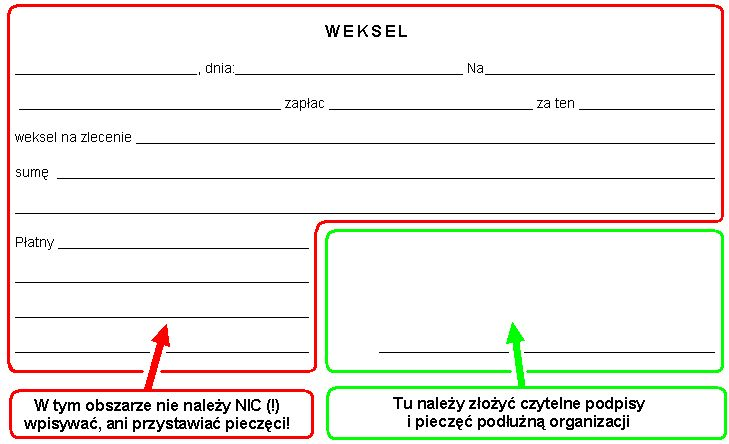 WEKSEL
, dnia: Na
zapłac za ten
weksel na zlecenie
sumę
Płatny
W tym obszarze nie należy NIC (!)
wpisywać, ani przystawiać pieczęci!
Tu należy złożyć czytelne podpisy
i pieczęć podłużną organizacji